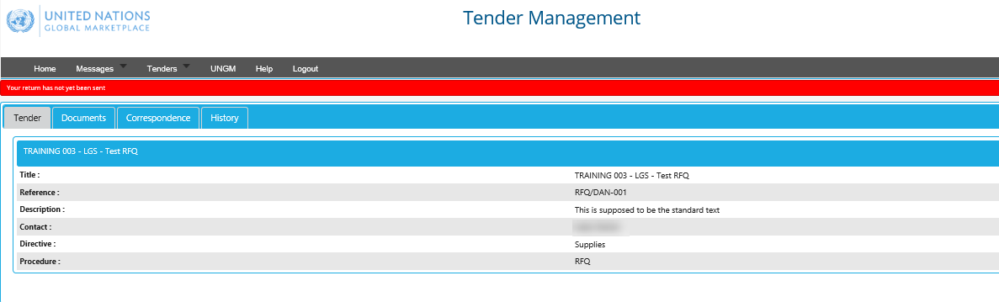 UNITED NATIONS
GLOBAL MARKETPLACE
Tender Management
Home Messages Tenders UNGM Help Logout
Your return has not yet been sent
Tender Documents Correspondence History
TRAINING 003 - LGS - Test RFQ
Title : TRAINING 003 - LGS - Test RFQ
Reference : RFQ/DAN-001
Description : This is supposed to be the standard text
Contact :
Directive : Supplies
Procedure : RFQ